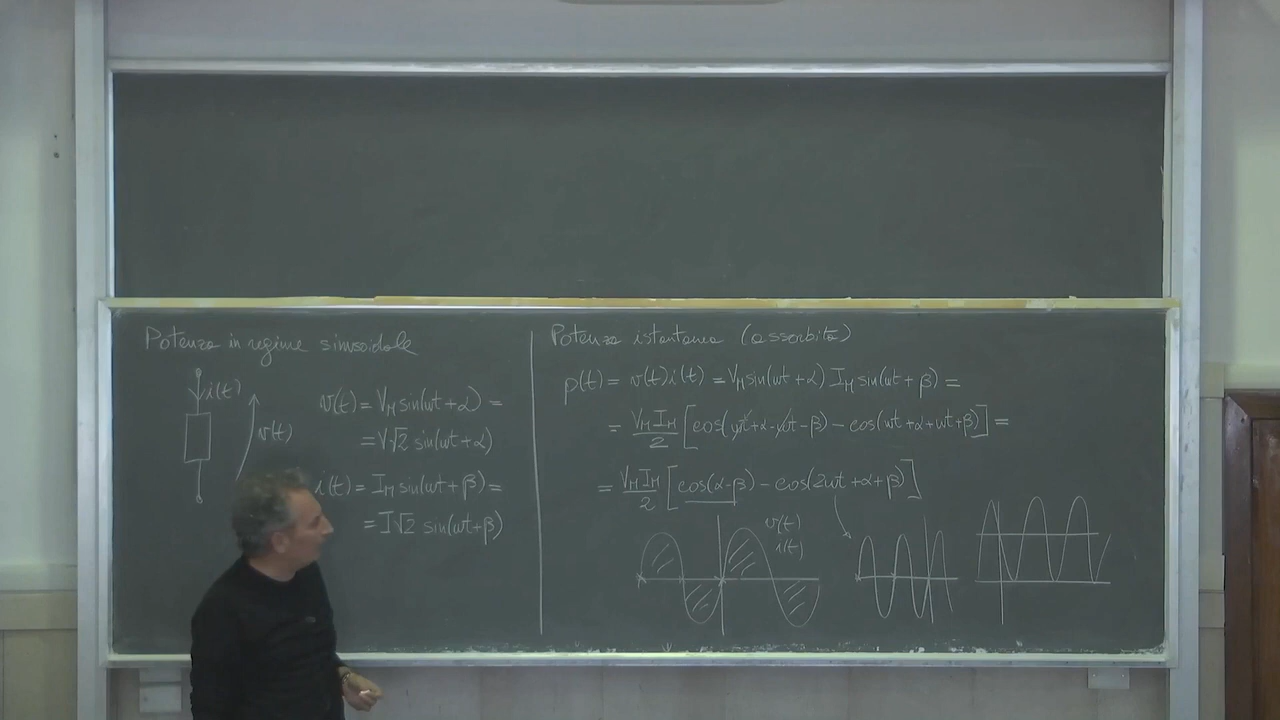 Potenza in regime sinusoidale
i(t)
v(t)
v(t) = V_M sin(ωt + α) =
= V√2 sin(ωt + α)
i(t) = I_M sin(ωt + β) =
= I√2 sin(ωt + β)
Potenza istantanea (assorbita)
p(t) = v(t) i(t) = V_M sin(ωt + α) I_M sin(ωt + β) =
= V_M I_M / 2 [cos(ωt + α - ωt - β) - cos(ωt + α + ωt + β)] =
= V_M I_M / 2 [cos(α - β) - cos(2ωt + α + β)]
v(t)
i(t)